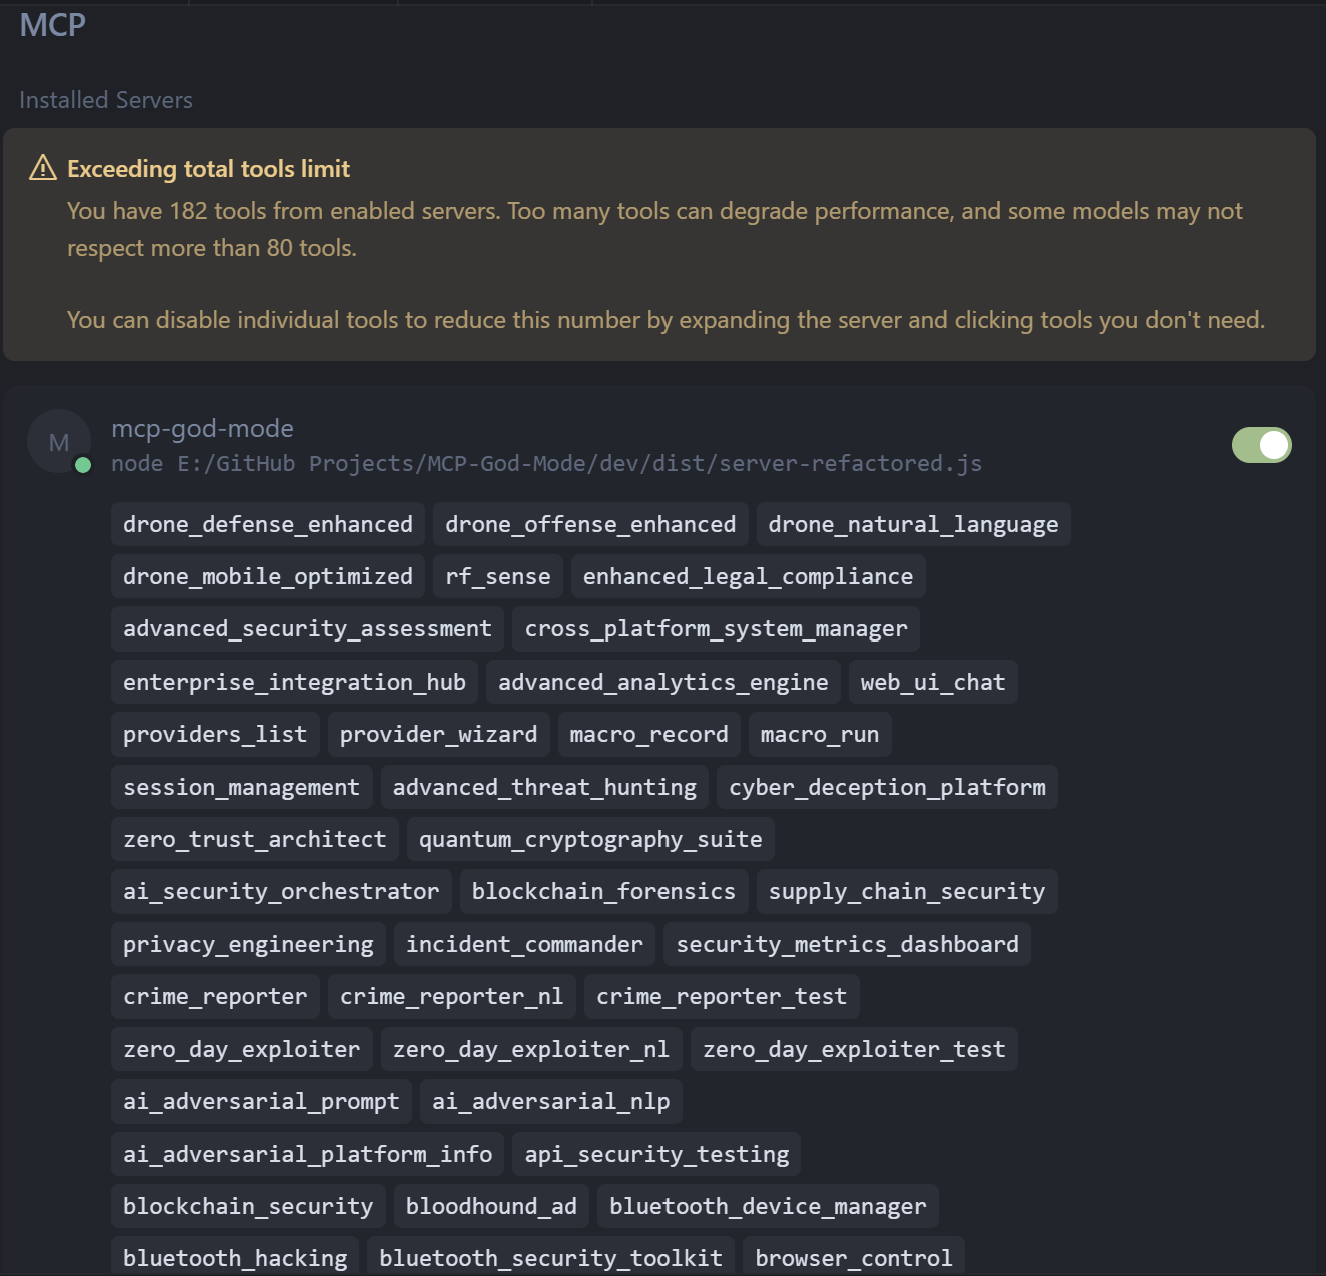 MCP
Installed Servers
Exceeding total tools limit
You have 182 tools from enabled servers. Too many tools can degrade performance, and some models may not
respect more than 80 tools.
You can disable individual tools to reduce this number by expanding the server and clicking tools you don't need.
M
mcp-god-mode
node E:/GitHub Projects/MCP-God-Mode/dev/dist/server-refactored.js
drone_defense_enhanced drone_offense_enhanced drone_natural_language
drone_mobile_optimized rf_sense enhanced_legal_compliance
advanced_security_assessment cross_platform_system_manager
enterprise_integration_hub advanced_analytics_engine web_ui_chat
providers_list provider_wizard macro_record macro_run
session_management advanced_threat_hunting cyber_deception_platform
zero_trust_architect quantum_cryptography_suite
ai_security_orchestrator blockchain_forensics supply_chain_security
privacy_engineering incident_commander security_metrics_dashboard
crime_reporter crime_reporter_nl crime_reporter_test
zero_day_exploiter zero_day_exploiter_nl zero_day_exploiter_test
ai_adversarial_prompt ai_adversarial_nlp
ai_adversarial_platform_info api_security_testing
blockchain_security bloodhound_ad bluetooth_device_manager
bluetooth_hacking bluetooth_security_toolkit browser_control